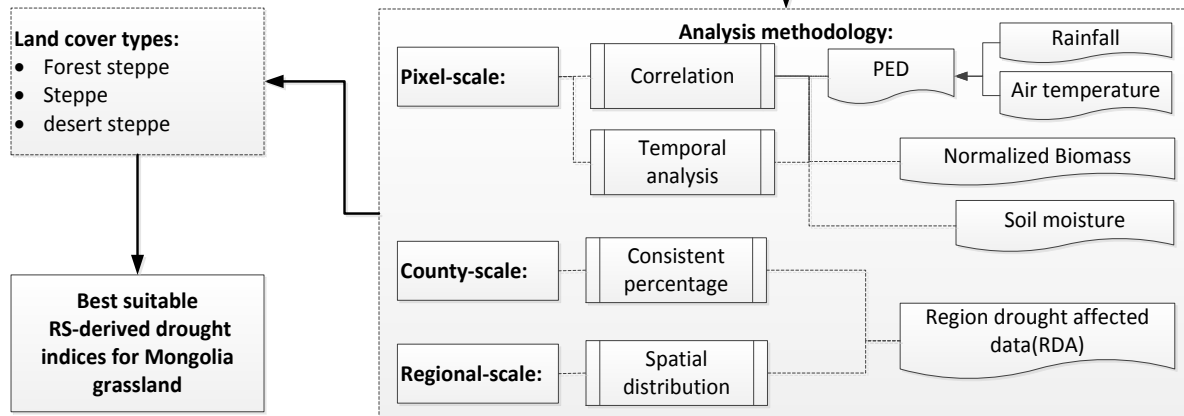 Land cover types:
• Forest steppe
• Steppe
• desert steppe
Best suitable
RS-derived drought
indices for Mongolia
grassland
Analysis methodology:
Pixel-scale:
Correlation
PED
Rainfall
Air temperature
Temporal
analysis
Normalized Biomass
Soil moisture
County-scale:
Consistent
percentage
Region drought affected
data(RDA)
Regional-scale:
Spatial
distribution